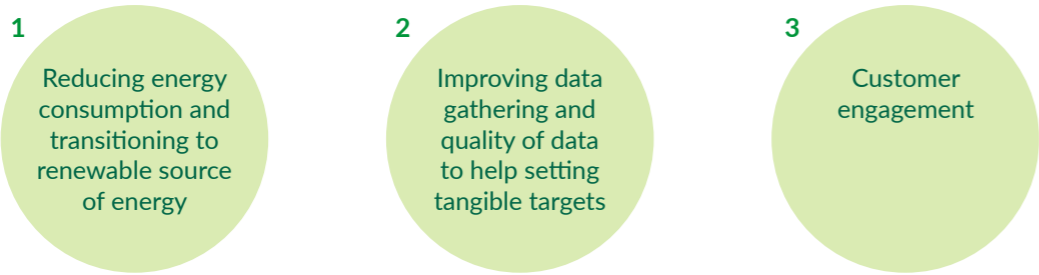 1
Reducing energy
consumption and
transitioning to
renewable source
of energy
2
Improving data
gathering and
quality of data
to help setting
tangible targets
3
Customer
engagement